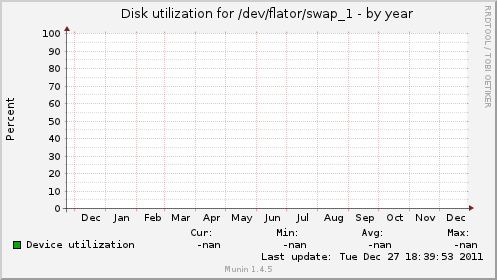 Disk utilization for /dev/flator/swap_1 - by year
RRDTOOL / TOBI OETIKER
Percent
100
90
80
70
60
50
40
30
20
10
0
Dec Jan Feb Mar Apr May Jun Jul Aug Sep Oct Nov Dec
Cur: Min: Avg: Max:
Device utilization -nan -nan -nan -nan
Last update: Tue Dec 27 18:39:53 2011
Munin 1.4.5